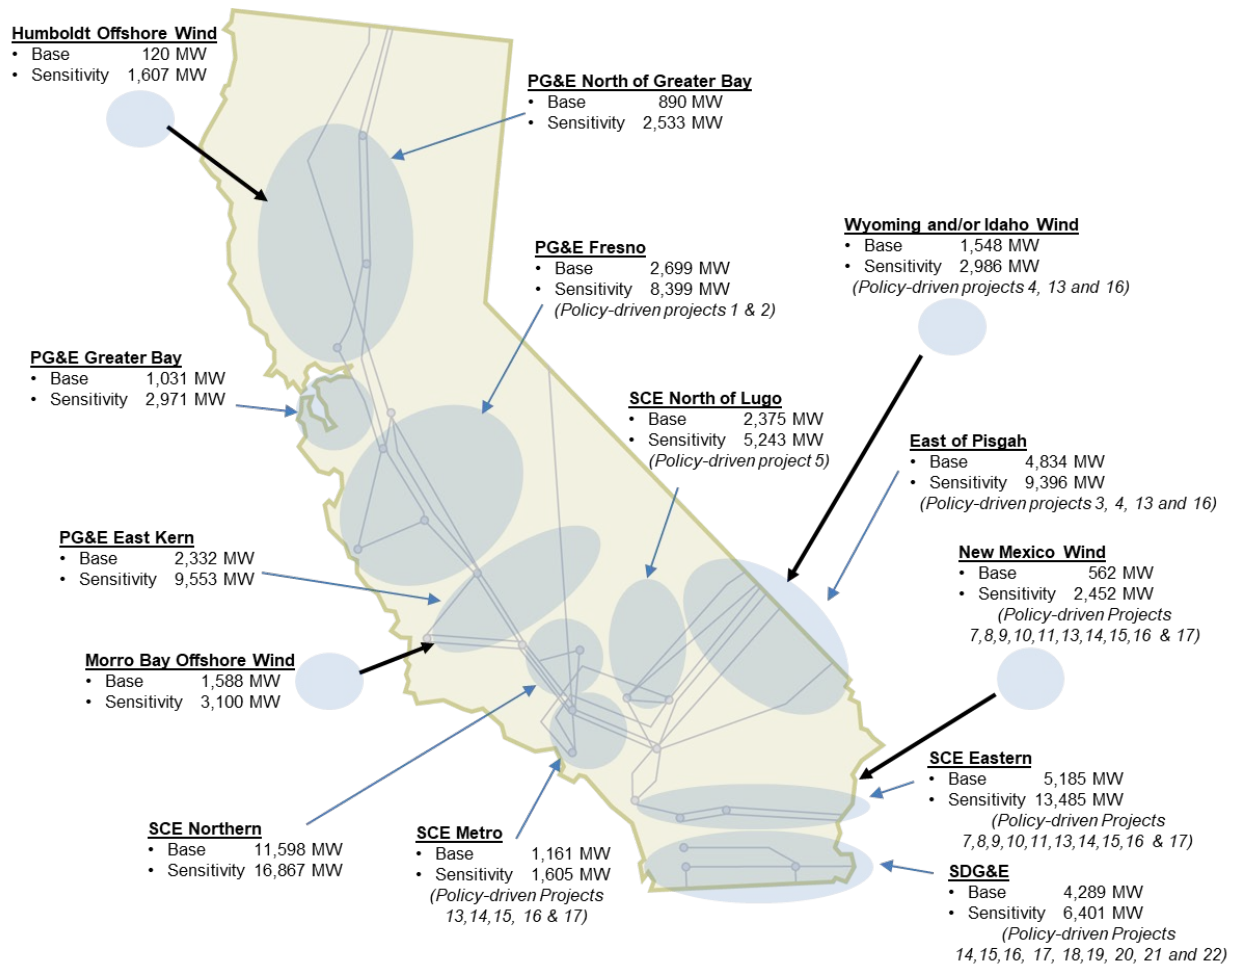 Humboldt Offshore Wind
• Base 120 MW
• Sensitivity 1,607 MW
PG&E North of Greater Bay
• Base 890 MW
• Sensitivity 2,533 MW
Wyoming and/or Idaho Wind
• Base 1,548 MW
• Sensitivity 2,986 MW
(Policy-driven projects 4, 13 and 16)
PG&E Fresno
• Base 2,699 MW
• Sensitivity 8,399 MW
(Policy-driven projects 1 & 2)
PG&E Greater Bay
• Base 1,031 MW
• Sensitivity 2,971 MW
SCE North of Lugo
• Base 2,375 MW
• Sensitivity 5,243 MW
(Policy-driven project 5)
East of Pisgah
• Base 4,834 MW
• Sensitivity 9,396 MW
(Policy-driven projects 3, 4, 13 and 16)
PG&E East Kern
• Base 2,332 MW
• Sensitivity 9,553 MW
New Mexico Wind
• Base 562 MW
• Sensitivity 2,452 MW
(Policy-driven Projects
7,8,9,10,11,13,14,15,16 & 17)
Morro Bay Offshore Wind
• Base 1,588 MW
• Sensitivity 3,100 MW
SCE Eastern
• Base 5,185 MW
• Sensitivity 13,485 MW
(Policy-driven Projects
7,8,9,10,11,13,14,15,16 & 17)
SCE Northern
• Base 11,598 MW
• Sensitivity 16,867 MW
SCE Metro
• Base 1,161 MW
• Sensitivity 1,605 MW
(Policy-driven Projects
13,14,15, 16 & 17)
SDG&E
• Base 4,289 MW
• Sensitivity 6,401 MW
(Policy-driven Projects
14,15,16, 17, 18,19, 20, 21 and 22)